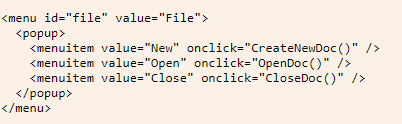 <menu id="file" value="File">
  <popup>
    <menuitem value="New" onclick="CreateNewDoc()" />
    <menuitem value="Open" onclick="OpenDoc()" />
    <menuitem value="Close" onclick="CloseDoc()" />
  </popup>
</menu>